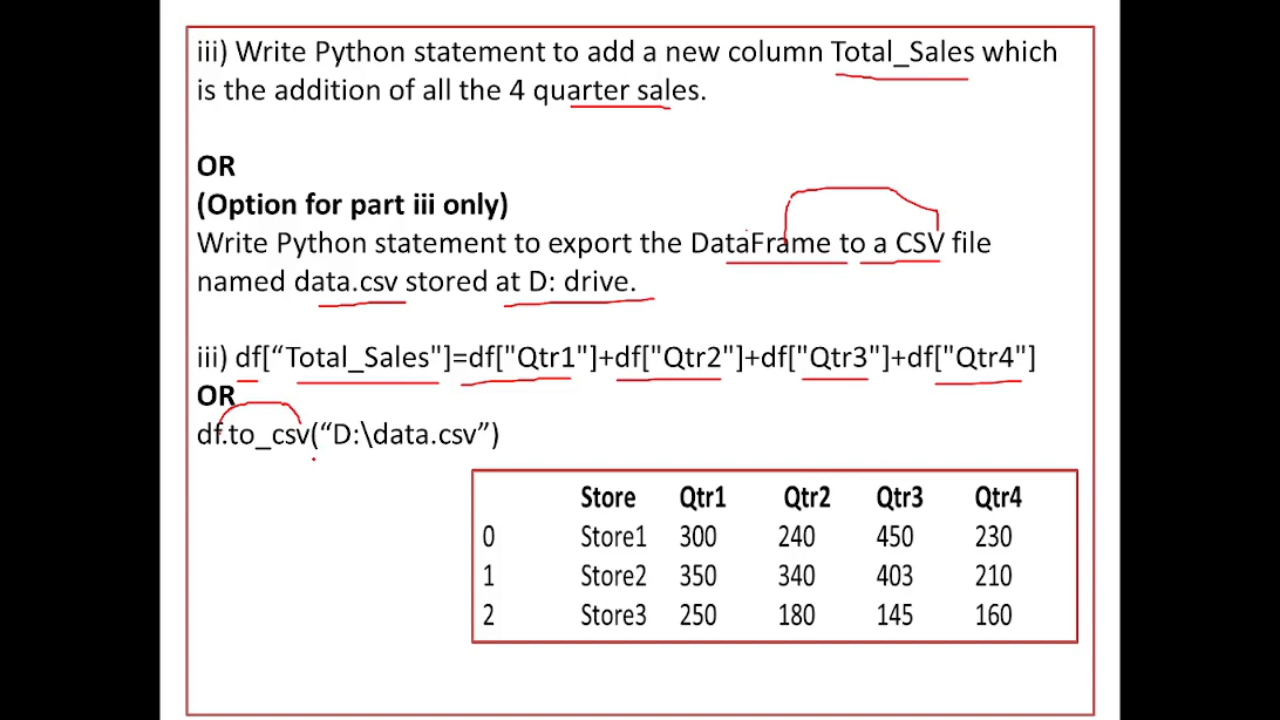 iii) Write Python statement to add a new column Total_Sales which
is the addition of all the 4 quarter sales.
OR
(Option for part iii only)
Write Python statement to export the DataFrame to a CSV file
named data.csv stored at D: drive.
iii) df[“Total_Sales"]=df["Qtr1"]+df["Qtr2"]+df["Qtr3"]+df["Qtr4"]
OR
df.to_csv(“D:\data.csv”)
Store Qtr1 Qtr2 Qtr3 Qtr4
0 Store1 300 240 450 230
1 Store2 350 340 403 210
2 Store3 250 180 145 160